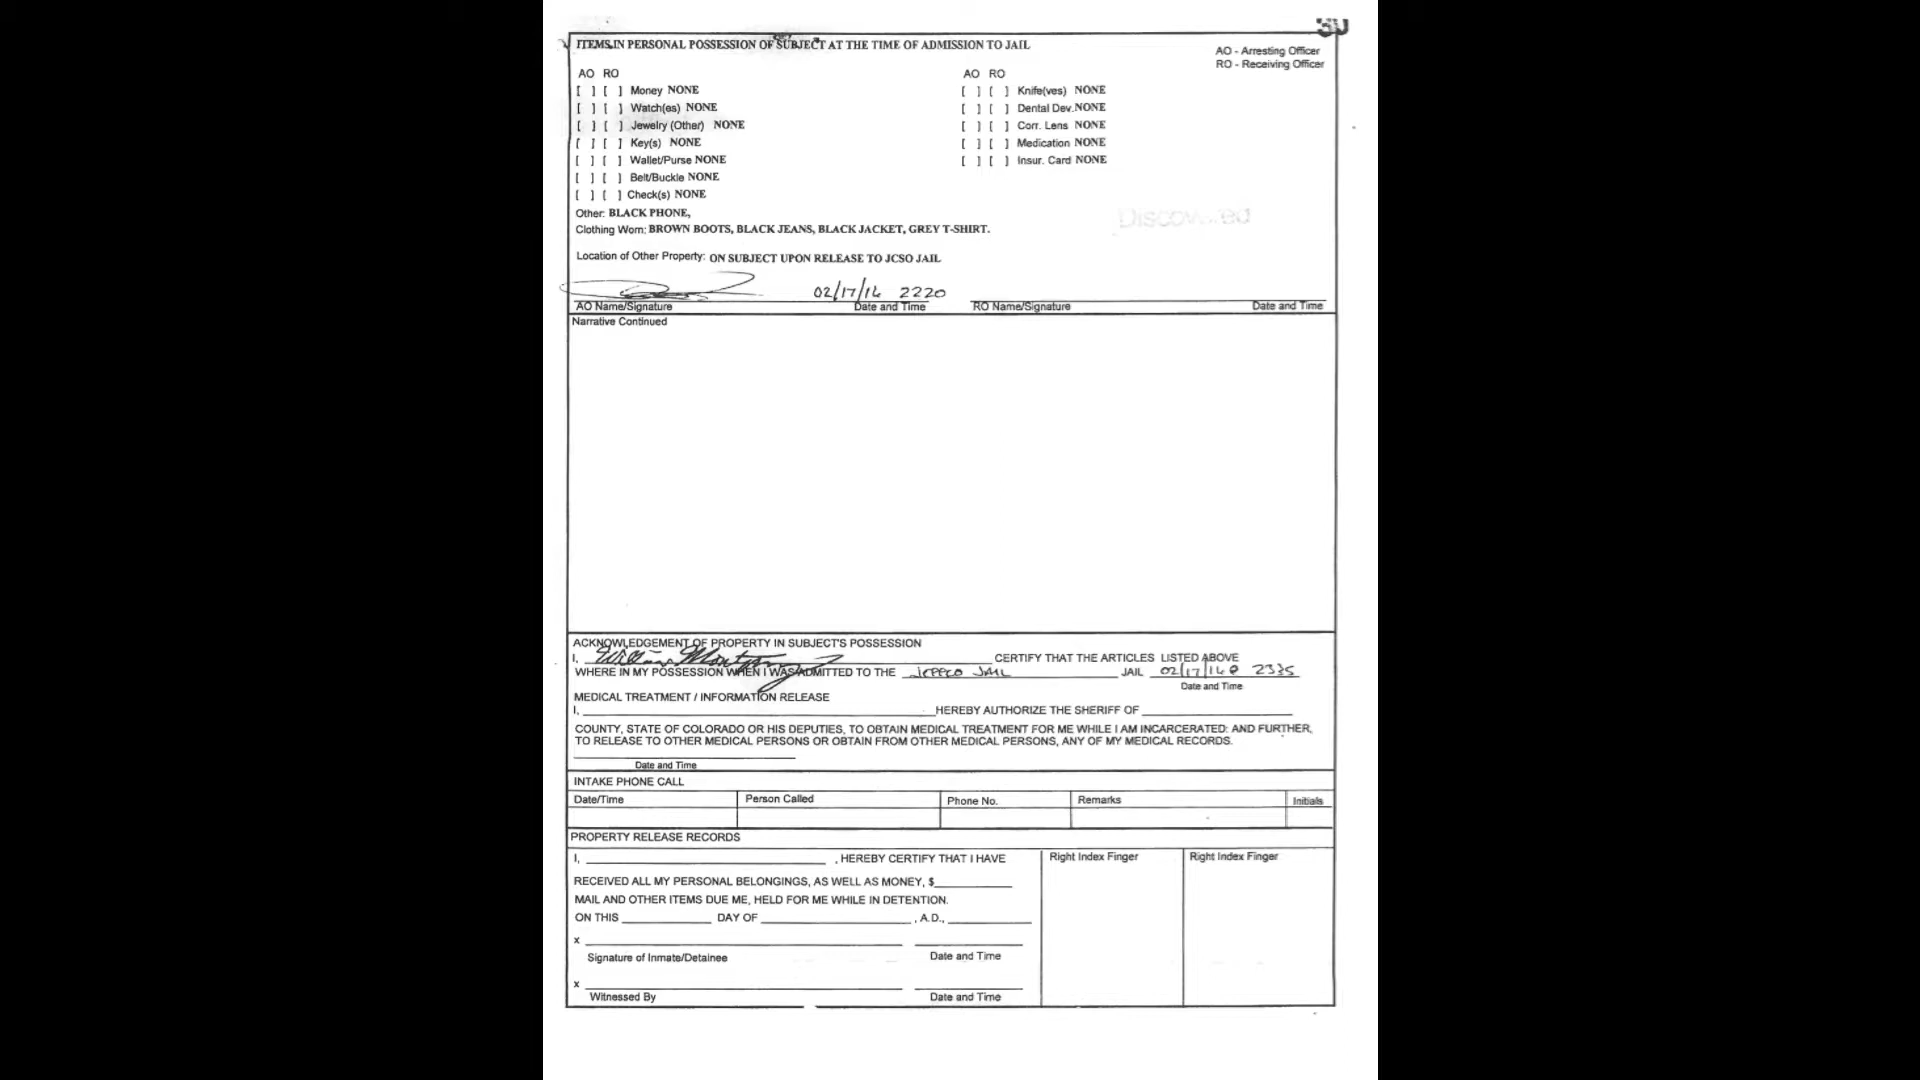 30
ITEMS IN PERSONAL POSSESSION OF SUBJECT AT THE TIME OF ADMISSION TO JAIL
AO - Arresting Officer
RO - Receiving Officer
AO RO
[ ] [ ] Money NONE
[ ] [ ] Watch(es) NONE
[ ] [ ] Jewelry (Other) NONE
[ ] [ ] Key(s) NONE
[ ] [ ] Wallet/Purse NONE
[ ] [ ] Belt/Buckle NONE
[ ] [ ] Check(s) NONE
AO RO
[ ] [ ] Knife(ves) NONE
[ ] [ ] Dental Dev. NONE
[ ] [ ] Corr. Lens NONE
[ ] [ ] Medication NONE
[ ] [ ] Insur. Card NONE
Other: BLACK PHONE,
Discovered
Clothing Worn: BROWN BOOTS, BLACK JEANS, BLACK JACKET, GREY T-SHIRT.
Location of Other Property: ON SUBJECT UPON RELEASE TO JCSO JAIL
02/17/16 2220
AO Name/Signature Date and Time RO Name/Signature Date and Time
Narrative Continued
ACKNOWLEDGEMENT OF PROPERTY IN SUBJECT'S POSSESSION
I, William Montgomery CERTIFY THAT THE ARTICLES LISTED ABOVE
WHERE IN MY POSSESSION WHEN I WAS ADMITTED TO THE JEFFCO JAIL JAIL 02/17/16 @ 2335
Date and Time
MEDICAL TREATMENT / INFORMATION RELEASE
I, HEREBY AUTHORIZE THE SHERIFF OF
COUNTY, STATE OF COLORADO OR HIS DEPUTIES, TO OBTAIN MEDICAL TREATMENT FOR ME WHILE I AM INCARCERATED: AND FURTHER,
TO RELEASE TO OTHER MEDICAL PERSONS OR OBTAIN FROM OTHER MEDICAL PERSONS, ANY OF MY MEDICAL RECORDS.
Date and Time
INTAKE PHONE CALL
Date/Time Person Called Phone No. Remarks Initials
PROPERTY RELEASE RECORDS
I, , HEREBY CERTIFY THAT I HAVE
RECEIVED ALL MY PERSONAL BELONGINGS, AS WELL AS MONEY, $
MAIL AND OTHER ITEMS DUE ME, HELD FOR ME WHILE IN DETENTION.
ON THIS DAY OF , A.D.,
x
Signature of Inmate/Detainee Date and Time
x
Witnessed By Date and Time
Right Index Finger
Right Index Finger